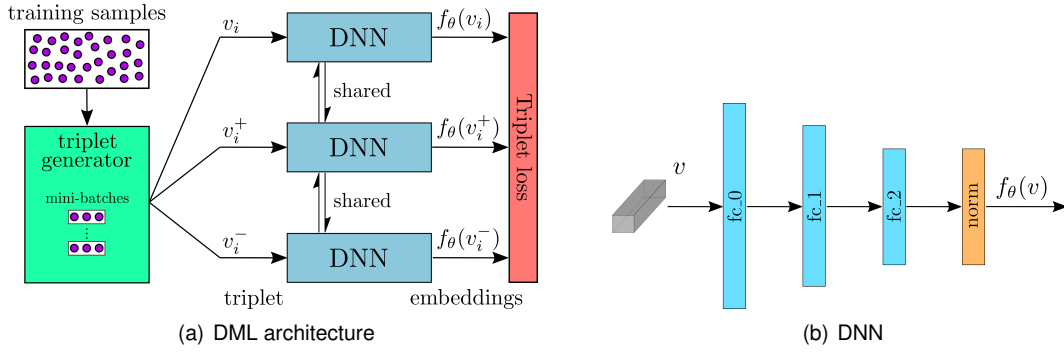 training samples
triplet
generator
mini-batches
v_i
v_i^+
v_i^-
triplet
DNN
shared
DNN
shared
DNN
f_θ(v_i)
f_θ(v_i^+)
f_θ(v_i^-)
embeddings
Triplet loss
(a) DML architecture
v
fc_0
fc_1
fc_2
norm
f_θ(v)
(b) DNN